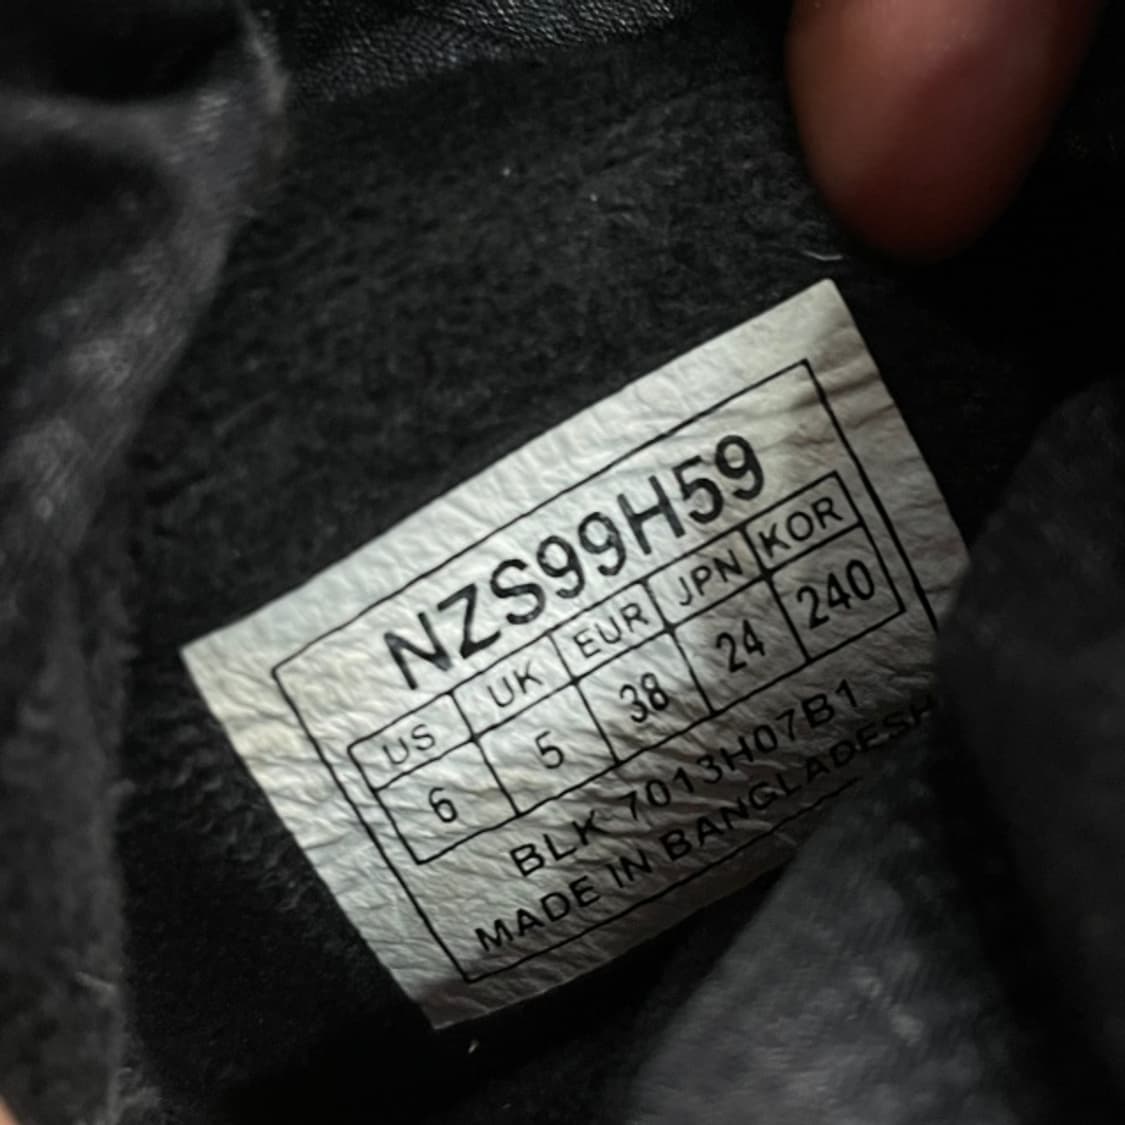 NZS99H59
US UK EUR JPN KOR
6 5 38 24 240
BLK 7013H07B1
MADE IN BANGLADESH